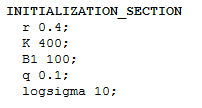 INITIALIZATION_SECTION
r 0.4;
K 400;
B1 100;
q 0.1;
logsigma 10;